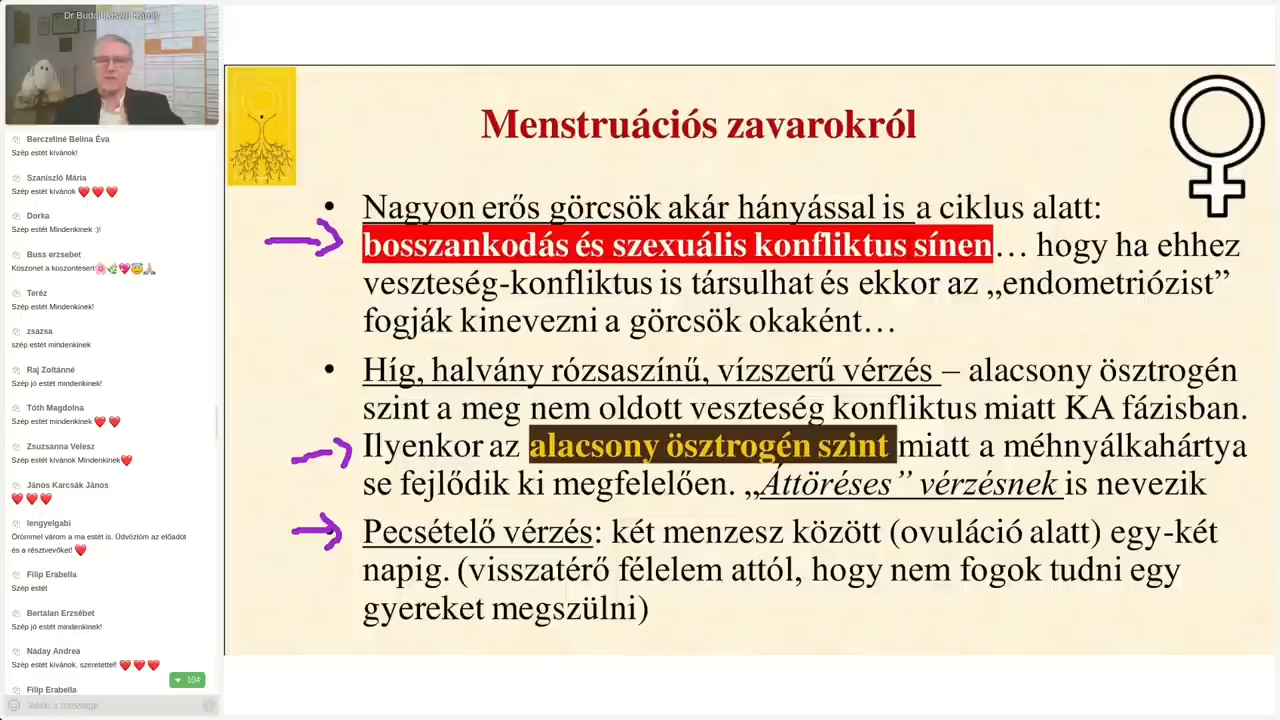 Dr Budai László Károly
Berczeliné Belina Éva
Szép estét kívánok!
Szaniszló Mária
Szép estét kívánok ❤️❤️❤️
Dorka
Szép estét Mindenkinek :)!
Buss erzsebet
Koszonet a koszontesert🌸🌿💖😇🙏🏻
Teréz
Szép estét Mindenkinek!
zsazsa
szép estét mindenkinek
Raj Zoltánné
Szép jó estét mindenkinek!
Tóth Magdolna
Szép estét mindenkinek ❤️ ❤️
Zsuzsanna Velesz
Szép estét kívánok Mindenkinek❤️
János Karcsák János
❤️❤️❤️
lengyelgabi
Örömmel várom a ma estét is. Üdvözlöm az előadót
és a résztvevőket! ❤️
Filip Erabella
Szép estét
Bertalan Erzsébet
Szép jó estét mindenkinek!
Náday Andrea
Szép estét kívánok, szeretettel! ❤️❤️❤️
104
Filip Erabella
Write a message
Menstruációs zavarokról
• Nagyon erős görcsök akár hányással is a ciklus alatt:
bosszankodás és szexuális konfliktus sínen… hogy ha ehhez
veszteség-konfliktus is társulhat és ekkor az „endometriózist”
fogják kinevezni a görcsök okaként…
• Híg, halvány rózsaszínű, vízszerű vérzés – alacsony ösztrogén
szint a meg nem oldott veszteség konfliktus miatt KA fázisban.
Ilyenkor az alacsony ösztrogén szint miatt a méhnyálkahártya
se fejlődik ki megfelelően. „Áttöréses” vérzésnek is nevezik
Pecsételő vérzés: két menzesz között (ovuláció alatt) egy-két
napig. (visszatérő félelem attól, hogy nem fogok tudni egy
gyereket megszülni)